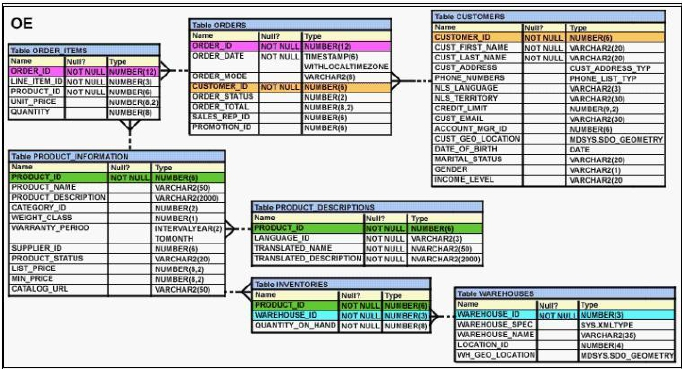 OE
Table ORDER_ITEMS
Name Null? Type
ORDER_ID NOT NULL NUMBER(12)
LINE_ITEM_ID NOT NULL NUMBER(3)
PRODUCT_ID NOT NULL NUMBER(6)
UNIT_PRICE NUMBER(8,2)
QUANTITY NUMBER(8)
Table ORDERS
Name Null? Type
ORDER_ID NOT NULL NUMBER(12)
ORDER_DATE NOT NULL TIMESTAMP(6)
WITHLOCALTIMEZONE
ORDER_MODE VARCHAR2(8)
CUSTOMER_ID NOT NULL NUMBER(6)
ORDER_STATUS NUMBER(2)
ORDER_TOTAL NUMBER(8,2)
SALES_REP_ID NUMBER(6)
PROMOTION_ID NUMBER(6)
Table CUSTOMERS
Name Null? Type
CUSTOMER_ID NOT NULL NUMBER(6)
CUST_FIRST_NAME NOT NULL VARCHAR2(20)
CUST_LAST_NAME NOT NULL VARCHAR2(20)
CUST_ADDRESS CUST_ADDRESS_TYP
PHONE_NUMBERS PHONE_LIST_TYP
NLS_LANGUAGE VARCHAR2(3)
NLS_TERRITORY VARCHAR2(30)
CREDIT_LIMIT NUMBER(9,2)
CUST_EMAIL VARCHAR2(30)
ACCOUNT_MGR_ID NUMBER(6)
CUST_GEO_LOCATION MDSYS.SDO_GEOMETRY
DATE_OF_BIRTH DATE
MARITAL_STATUS VARCHAR2(20)
GENDER VARCHAR2(1)
INCOME_LEVEL VARCHAR2(20
Table PRODUCT_INFORMATION
Name Null? Type
PRODUCT_ID NOT NULL NUMBER(6)
PRODUCT_NAME VARCHAR2(50)
PRODUCT_DESCRIPTION VARCHAR2(2000)
CATEGORY_ID NUMBER(2)
WEIGHT_CLASS NUMBER(1)
WARRANTY_PERIOD INTERVALYEAR(2)
TOMONTH
SUPPLIER_ID NUMBER(6)
PRODUCT_STATUS VARCHAR2(20)
LIST_PRICE NUMBER(8,2)
MIN_PRICE NUMBER(8,2)
CATALOG_URL VARCHAR2(50)
Table PRODUCT_DESCRIPTIONS
Name Null? Type
PRODUCT_ID NOT NULL NUMBER(6)
LANGUAGE_ID NOT NULL VARCHAR2(3)
TRANSLATED_NAME NOT NULL NVARCHAR2(50)
TRANSLATED_DESCRIPTION NOT NULL NVARCHAR2(2000)
Table INVENTORIES
Name Null? Type
PRODUCT_ID NOT NULL NUMBER(6)
WAREHOUSE_ID NOT NULL NUMBER(3)
QUANTITY_ON_HAND NOT NULL NUMBER(8)
Table WAREHOUSES
Name Null? Type
WAREHOUSE_ID NOT NULL NUMBER(3)
WAREHOUSE_SPEC SYS.XMLTYPE
WAREHOUSE_NAME VARCHAR2(35)
LOCATION_ID NUMBER(4)
WH_GEO_LOCATION MDSYS.SDO_GEOMETRY